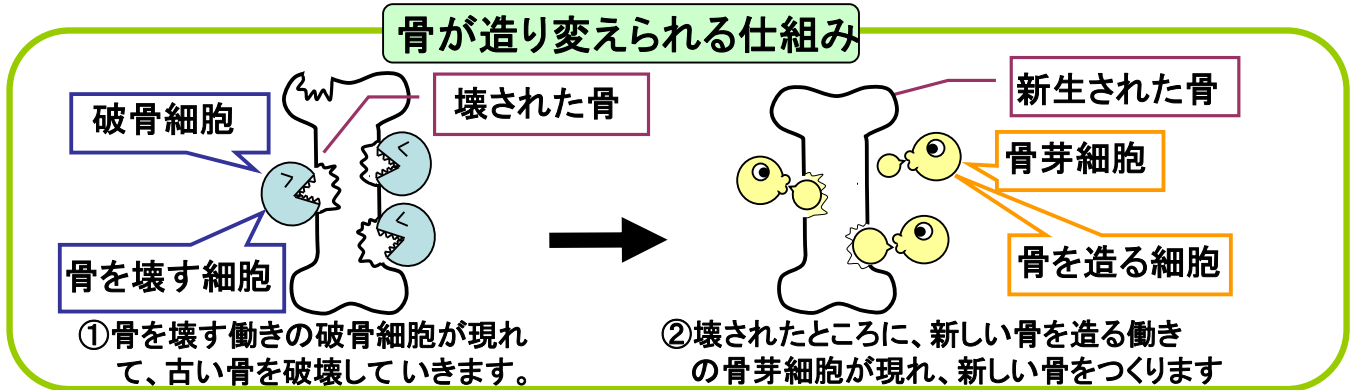 骨が造り変えられる仕組み
破骨細胞
壊された骨
骨を壊す細胞
新生された骨
骨芽細胞
骨を造る細胞
①骨を壊す働きの破骨細胞が現れ
て、古い骨を破壊して いきます。
②壊されたところに、新しい骨を造る働き
の骨芽細胞が現れ、新しい骨をつくります